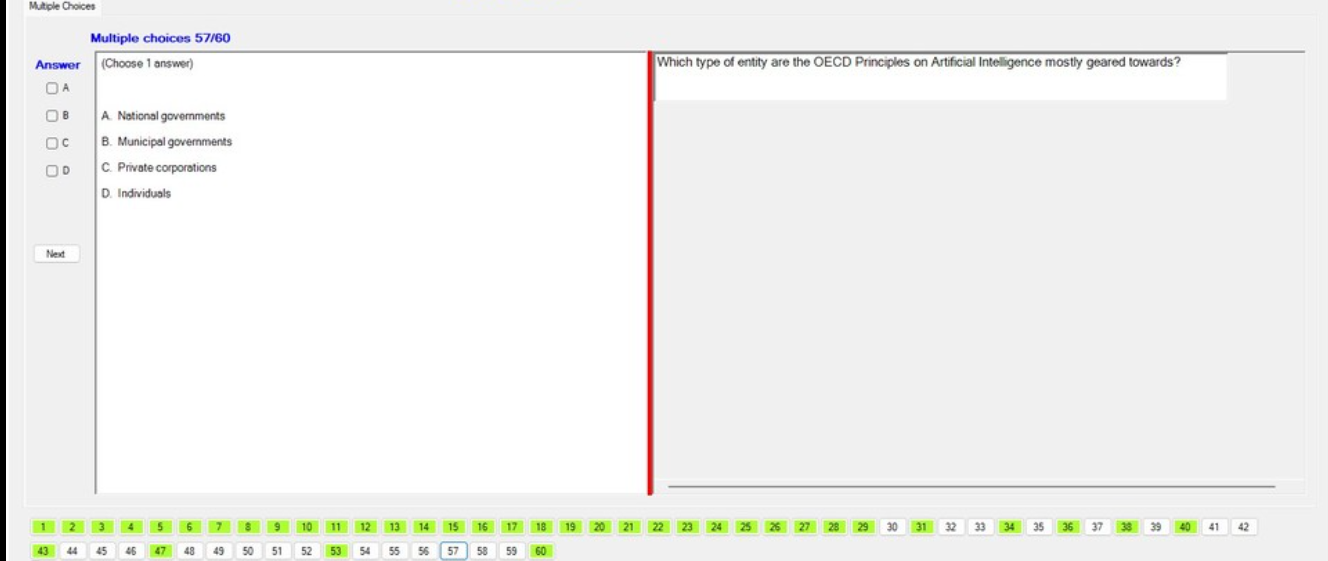 Multiple Choices
Multiple choices 57/60
Answer
A
B
C
D
Next
(Choose 1 answer)
A. National governments
B. Municipal governments
C. Private corporations
D. Individuals
Which type of entity are the OECD Principles on Artificial Intelligence mostly geared towards?
1 2 3 4 5 6 7 8 9 10 11 12 13 14 15 16 17 18 19 20 21 22 23 24 25 26 27 28 29 30 31 32 33 34 35 36 37 38 39 40 41 42
43 44 45 46 47 48 49 50 51 52 53 54 55 56 57 58 59 60